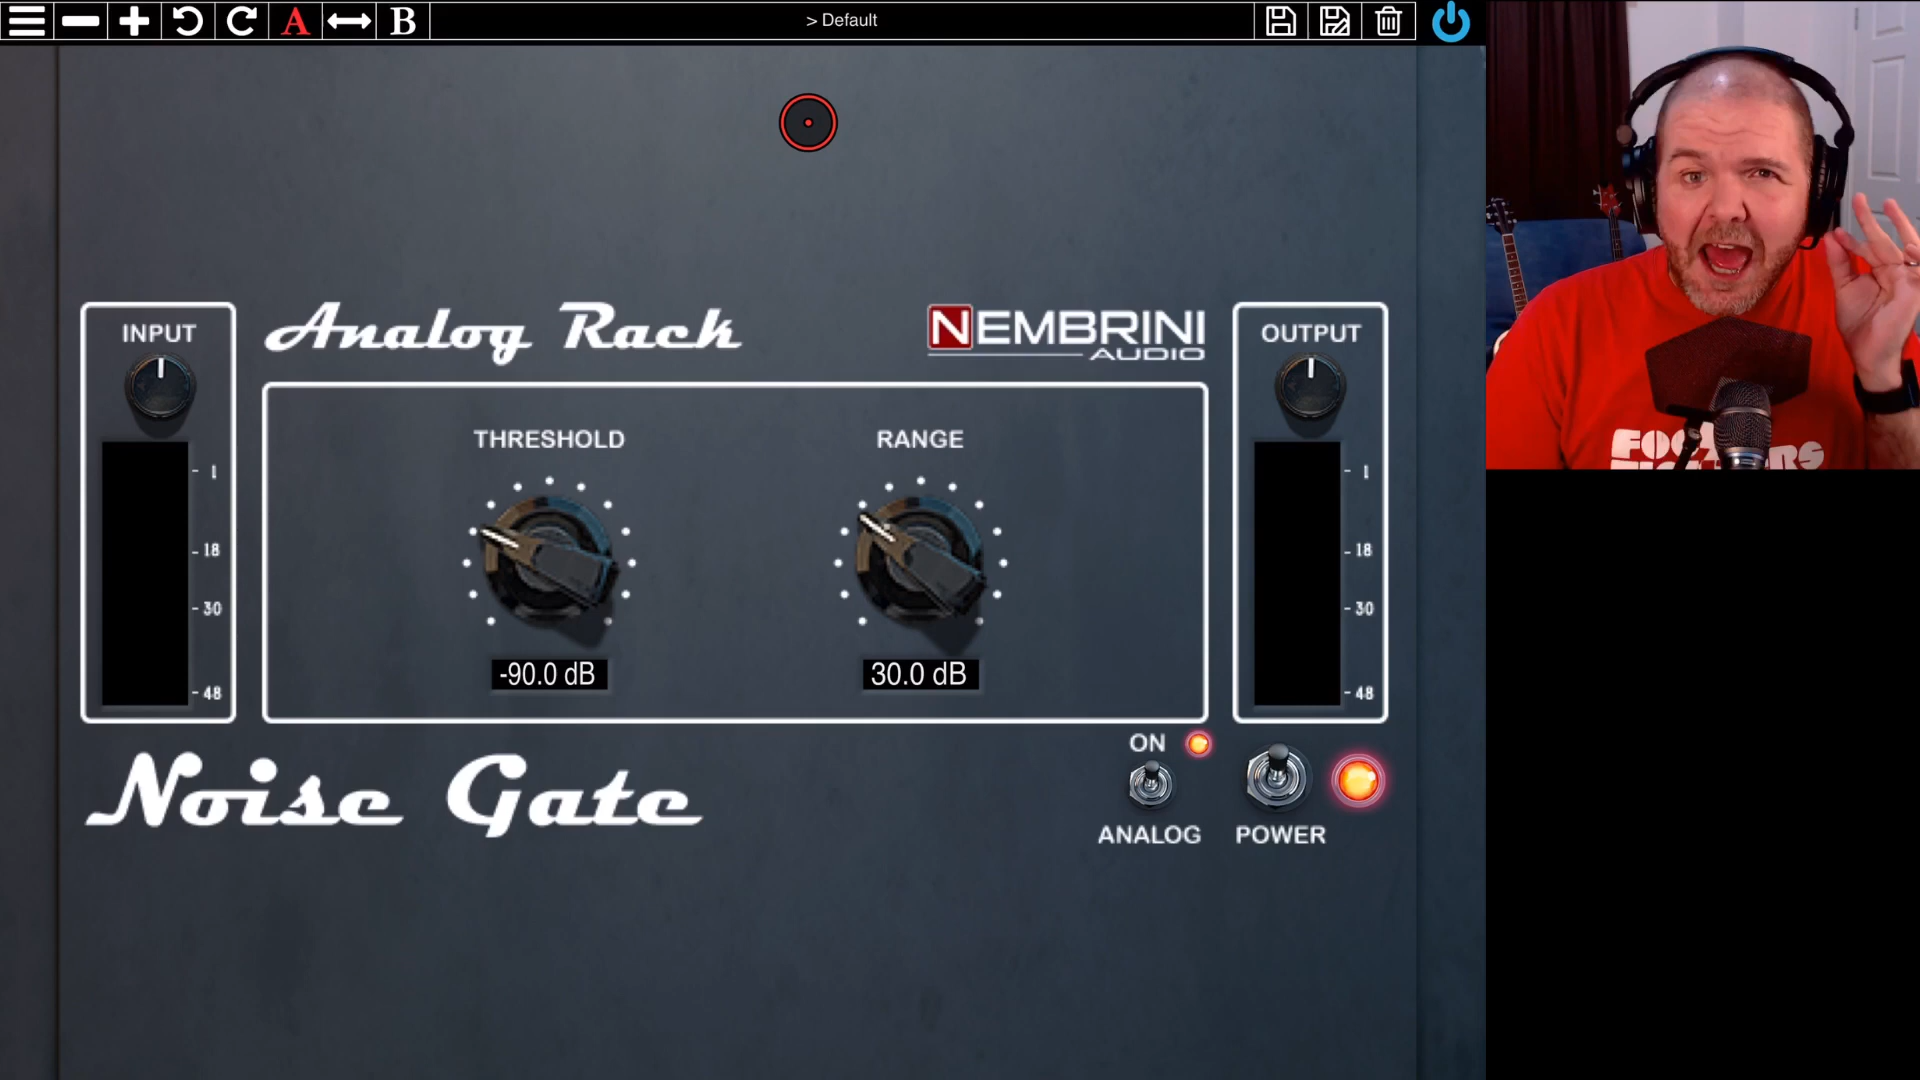 A
B
> Default
INPUT
Analog Rack
NEMBRINI
AUDIO
OUTPUT
THRESHOLD
RANGE
- 1
- 18
- 30
- 48
- 1
- 18
- 30
- 48
-90.0 dB
30.0 dB
Noise Gate
ON
ANALOG
POWER